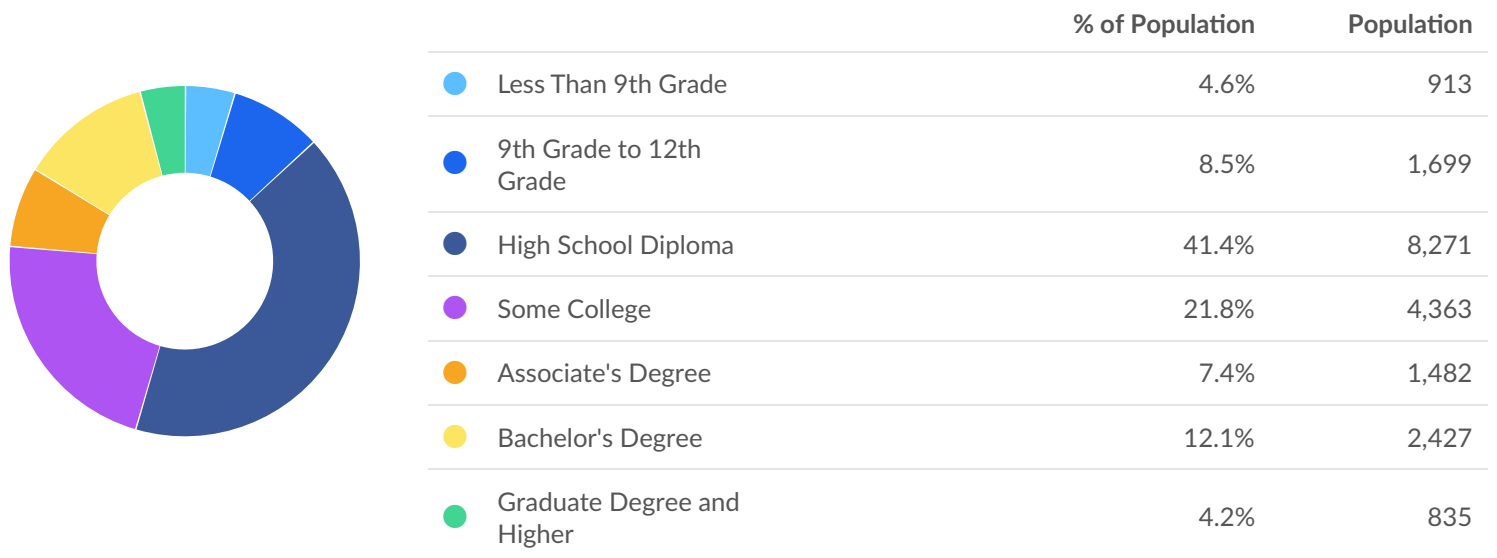 % of Population Population
Less Than 9th Grade 4.6% 913
9th Grade to 12th
Grade 8.5% 1,699
High School Diploma 41.4% 8,271
Some College 21.8% 4,363
Associate's Degree 7.4% 1,482
Bachelor's Degree 12.1% 2,427
Graduate Degree and
Higher 4.2% 835